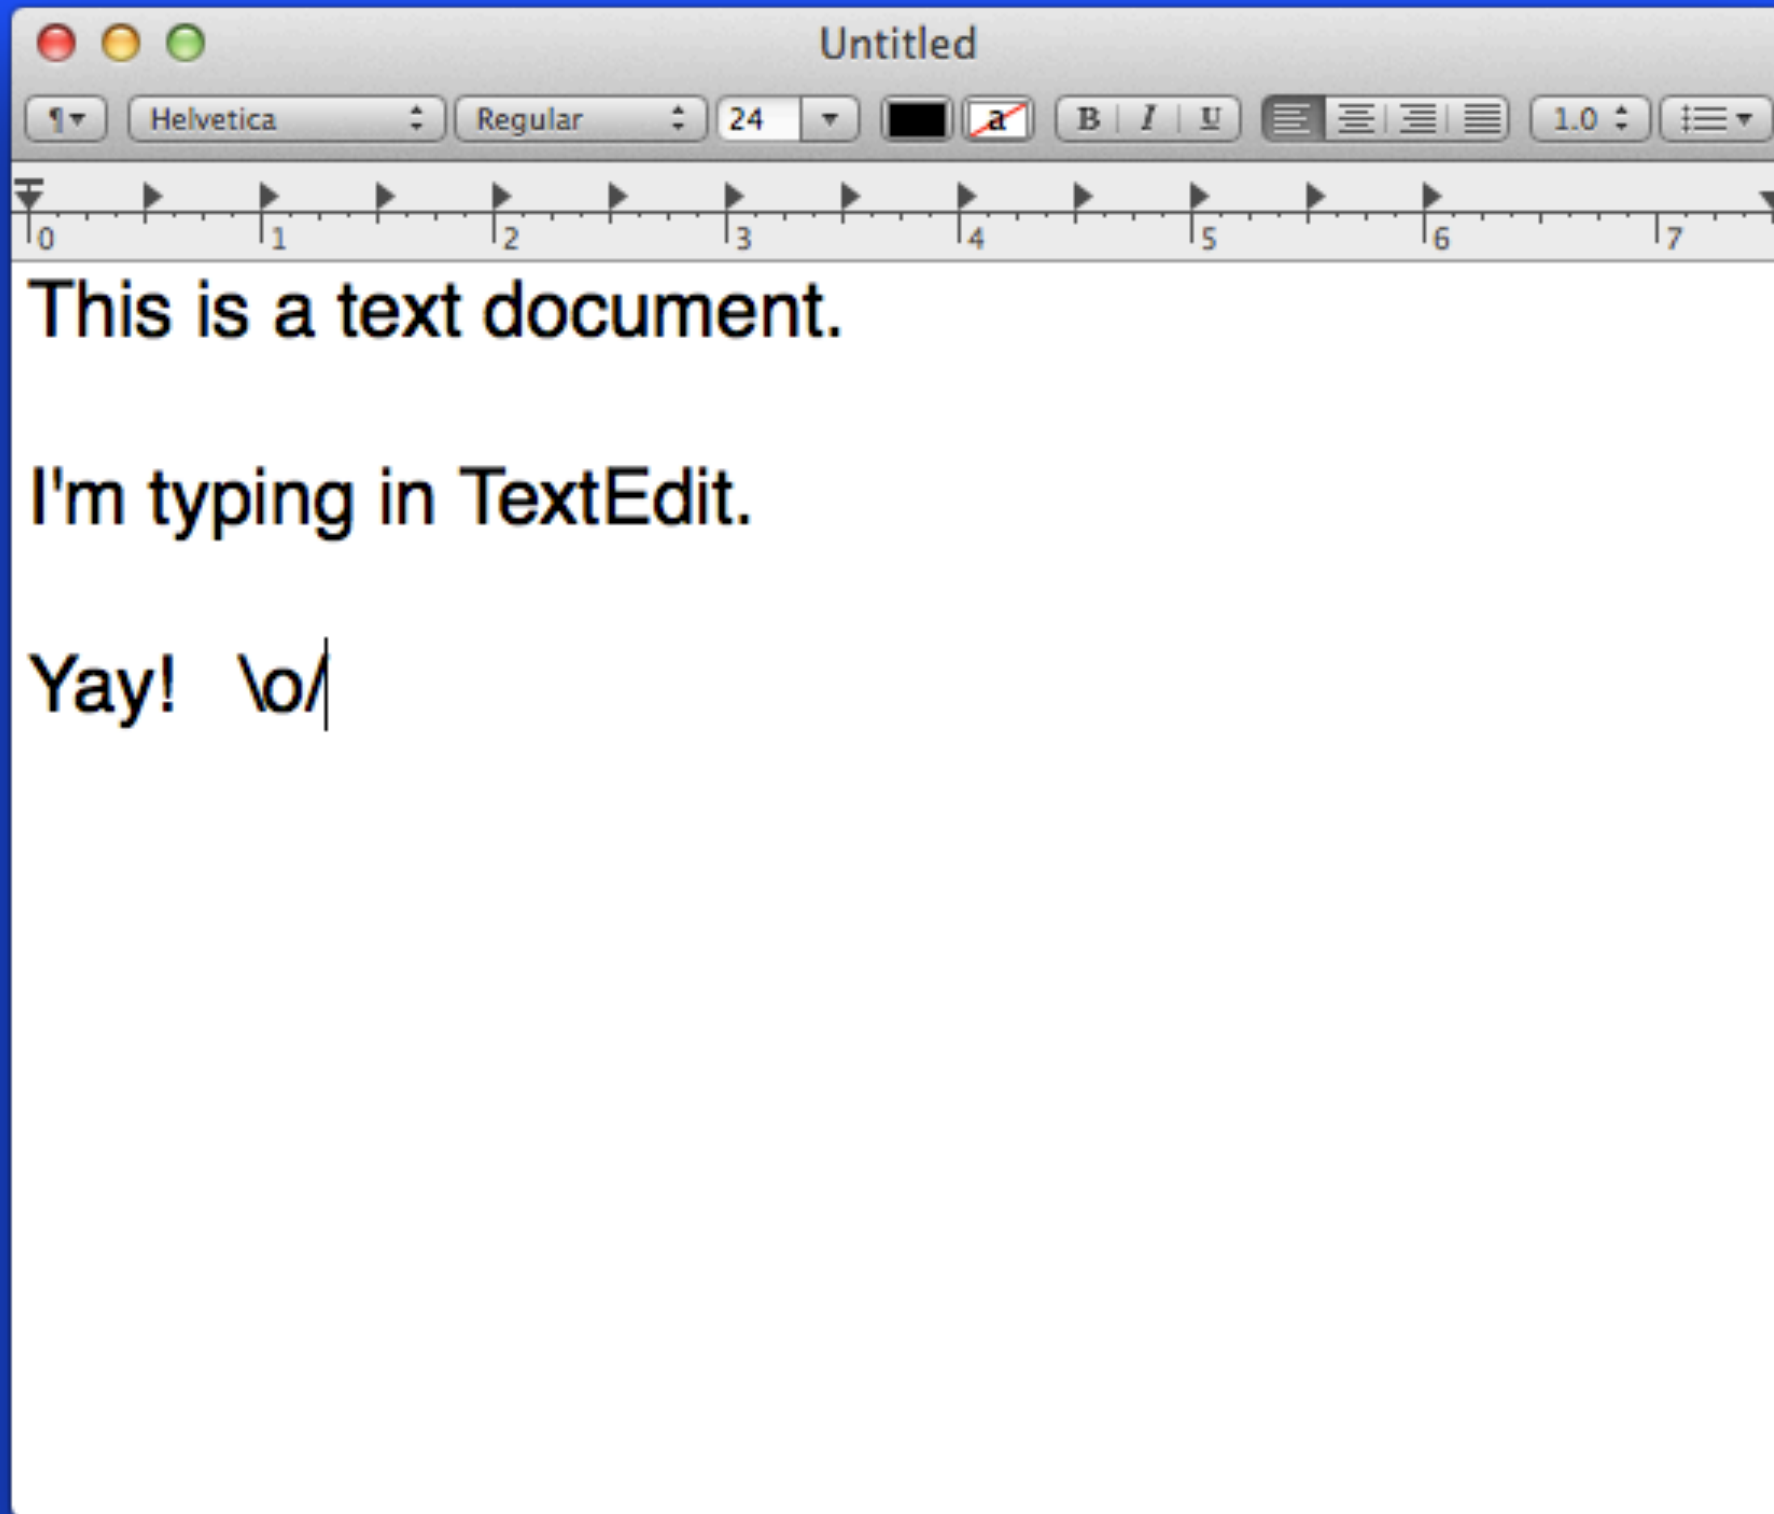 Untitled
¶ Helvetica Regular 24 a B I U 1.0
0 1 2 3 4 5 6 7
This is a text document.
I'm typing in TextEdit.
Yay!   \o/